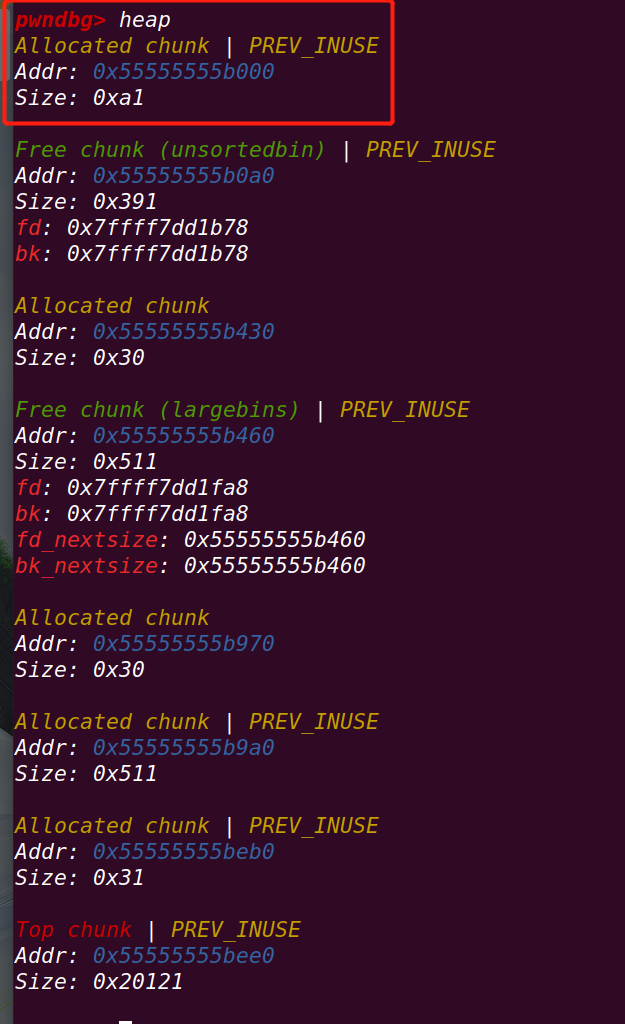 pwndbg> heap
Allocated chunk | PREV_INUSE
Addr: 0x55555555b000
Size: 0xa1
Free chunk (unsortedbin) | PREV_INUSE
Addr: 0x55555555b0a0
Size: 0x391
fd: 0x7ffff7dd1b78
bk: 0x7ffff7dd1b78
Allocated chunk
Addr: 0x55555555b430
Size: 0x30
Free chunk (largebins) | PREV_INUSE
Addr: 0x55555555b460
Size: 0x511
fd: 0x7ffff7dd1fa8
bk: 0x7ffff7dd1fa8
fd_nextsize: 0x55555555b460
bk_nextsize: 0x55555555b460
Allocated chunk
Addr: 0x55555555b970
Size: 0x30
Allocated chunk | PREV_INUSE
Addr: 0x55555555b9a0
Size: 0x511
Allocated chunk | PREV_INUSE
Addr: 0x55555555beb0
Size: 0x31
Top chunk | PREV_INUSE
Addr: 0x55555555bee0
Size: 0x20121